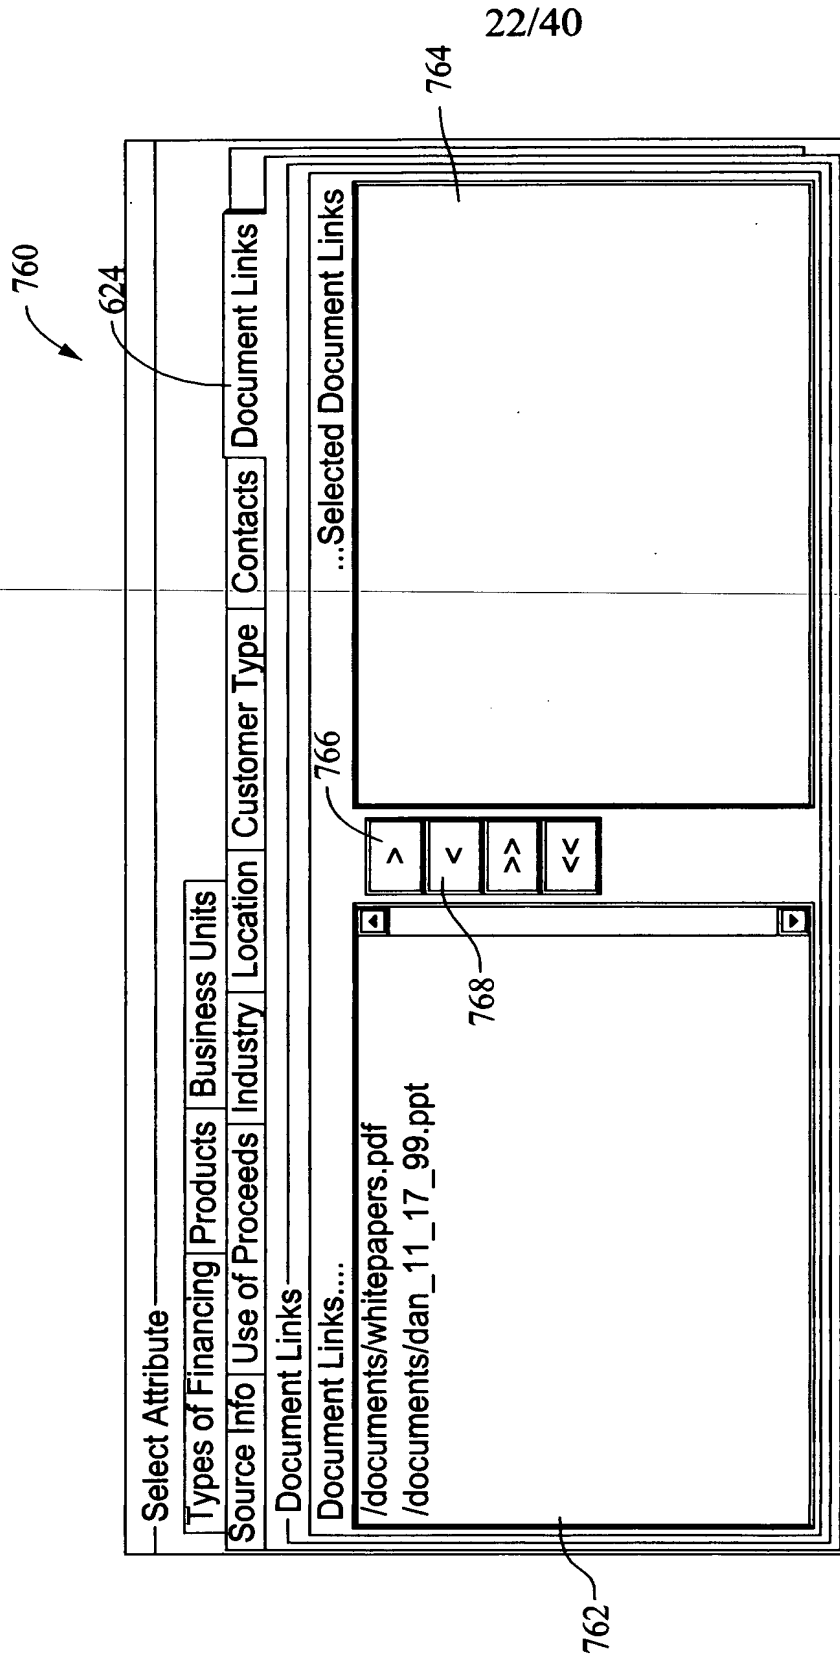 22/40
760
624
764
Select Attribute
Types of Financing Products Business Units
Source Info Use of Proceeds Industry Location Customer Type Contacts Document Links
Document Links
Document Links.... ...Selected Document Links
/documents/whitepapers.pdf
/documents/dan_11_17_99.ppt
>
<
>>
<<
766
768
762